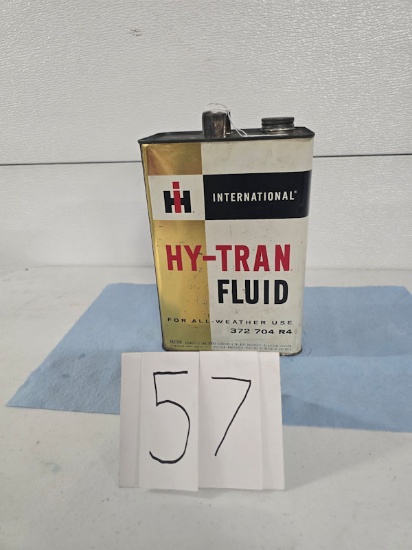 IH INTERNATIONAL®
HY-TRAN
FLUID
FOR ALL-WEATHER USE
372 704 R4
57